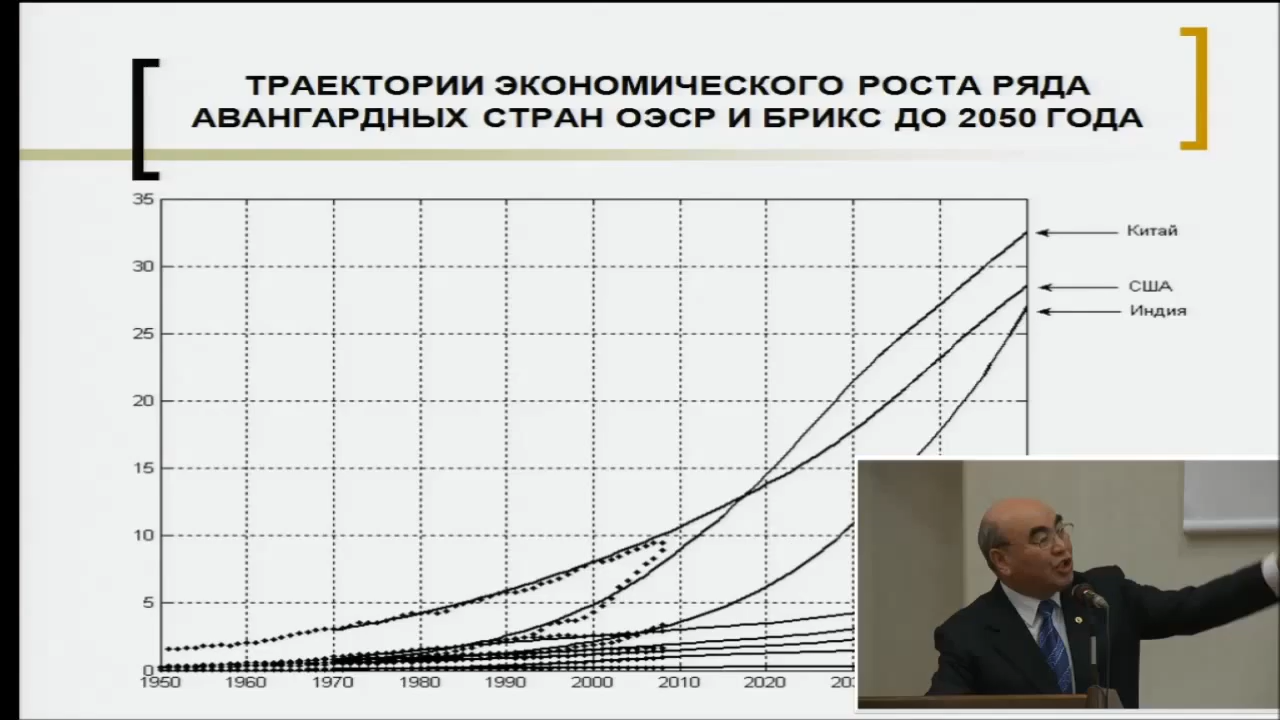 ТРАЕКТОРИИ ЭКОНОМИЧЕСКОГО РОСТА РЯДА
АВАНГАРДНЫХ СТРАН ОЭСР И БРИКС ДО 2050 ГОДА
35
Китай
30
США
Индия
25
20
15
10
5
0
1950 1960 1970 1980 1990 2000 2010 2020